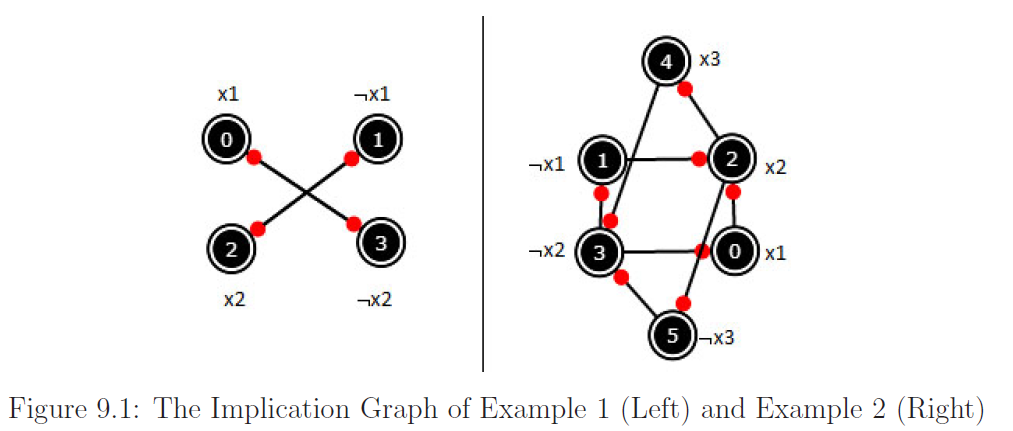 x1 ¬x1
0 1
2 3
x2 ¬x2
4 x3
¬x1 1 2 x2
¬x2 3 0 x1
5 ¬x3
Figure 9.1: The Implication Graph of Example 1 (Left) and Example 2 (Right)